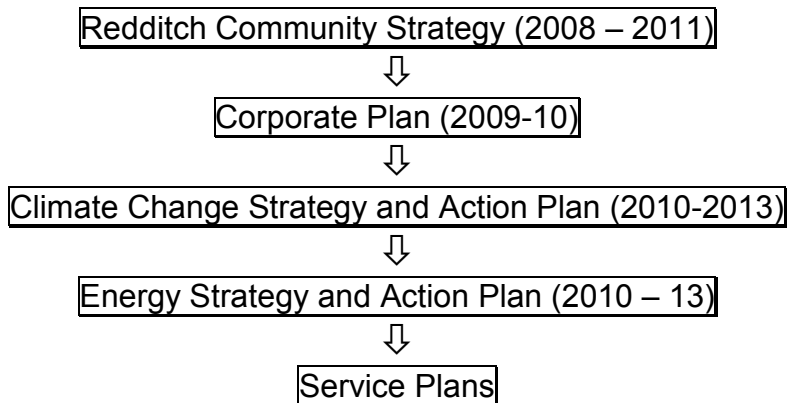 Redditch Community Strategy (2008 – 2011)
⇩
Corporate Plan (2009-10)
⇩
Climate Change Strategy and Action Plan (2010-2013)
⇩
Energy Strategy and Action Plan (2010 – 13)
⇩
Service Plans